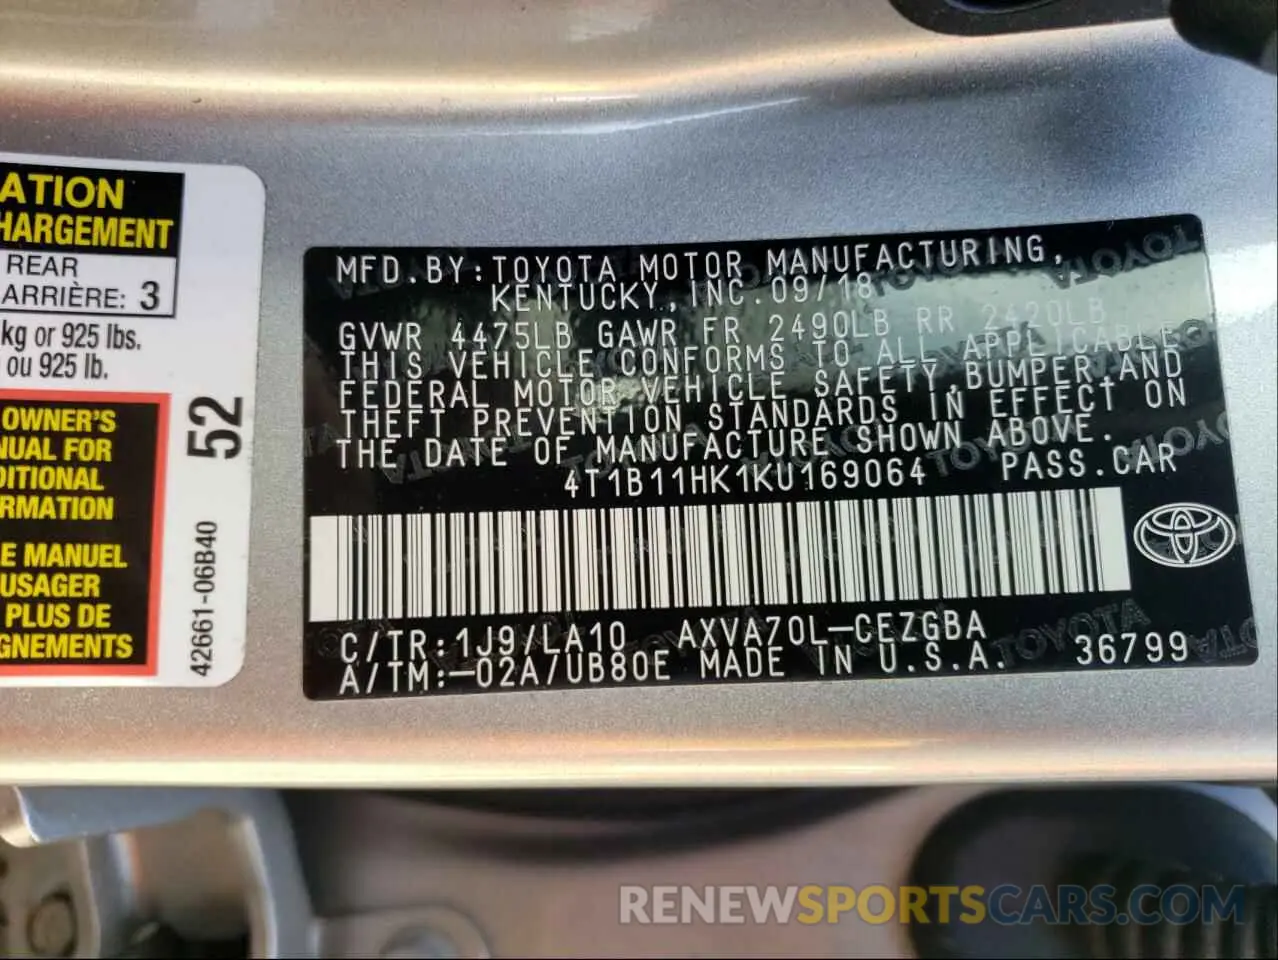 ATION
HARGEMENT
REAR
ARRIÈRE: 3
kg or 925 lbs.
ou 925 lb.
OWNER'S
NUAL FOR
DITIONAL
ORMATION
E MANUEL
USAGER
PLUS DE
GNEMENTS
52
42661-06B40
MFD.BY:TOYOTA MOTOR MANUFACTURING,
KENTUCKY,INC.09/18
GVWR 4475LB GAWR FR 2490LB RR 2420LB
THIS VEHICLE CONFORMS TO ALL APPLICABLE
FEDERAL MOTOR VEHICLE SAFETY,BUMPER,AND
THEFT PREVENTION STANDARDS IN EFFECT ON
THE DATE OF MANUFACTURE SHOWN ABOVE.
4T1B11HK1KU169064 PASS.CAR
C/TR:1J9/LA10 AXVA70L-CEZGBA
A/TM:-02A/UB80E MADE IN U.S.A. 36799
RENEWSPORTSCARS.COM